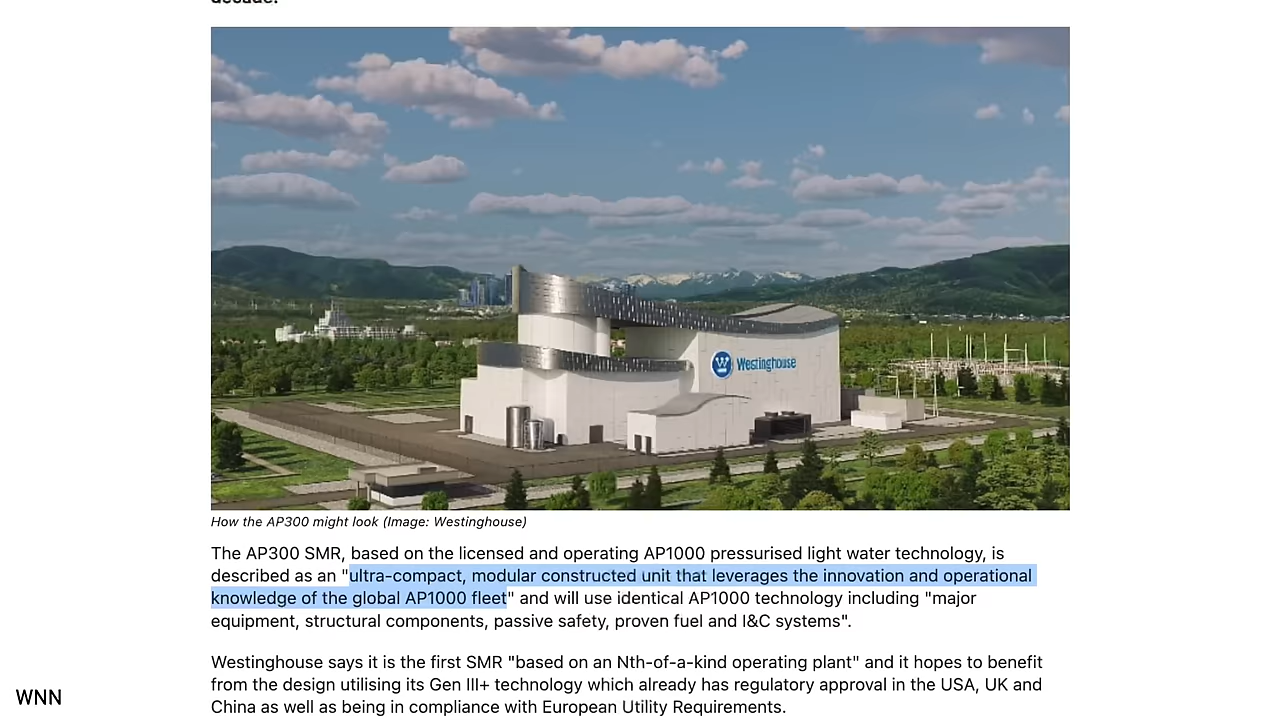 decade.
Westinghouse
How the AP300 might look (Image: Westinghouse)
The AP300 SMR, based on the licensed and operating AP1000 pressurised light water technology, is
described as an "ultra-compact, modular constructed unit that leverages the innovation and operational
knowledge of the global AP1000 fleet" and will use identical AP1000 technology including "major
equipment, structural components, passive safety, proven fuel and I&C systems".
Westinghouse says it is the first SMR "based on an Nth-of-a-kind operating plant" and it hopes to benefit
from the design utilising its Gen III+ technology which already has regulatory approval in the USA, UK and
China as well as being in compliance with European Utility Requirements.
WNN